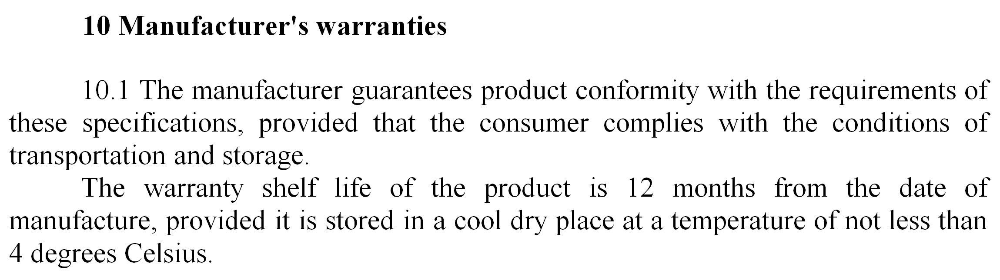 10 Manufacturer's warranties
10.1 The manufacturer guarantees product conformity with the requirements of
these specifications, provided that the consumer complies with the conditions of
transportation and storage.
The warranty shelf life of the product is 12 months from the date of
manufacture, provided it is stored in a cool dry place at a temperature of not less than
4 degrees Celsius.